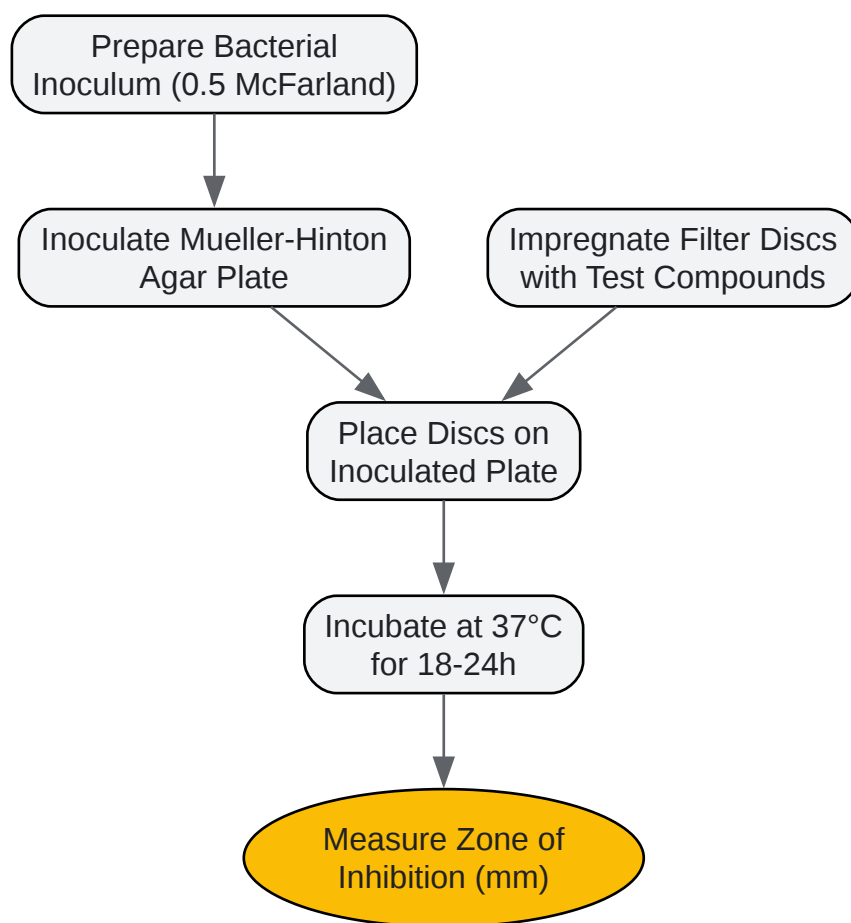 Prepare Bacterial
Inoculum (0.5 McFarland)
Inoculate Mueller-Hinton
Agar Plate
Impregnate Filter Discs
with Test Compounds
Place Discs on
Inoculated Plate
Incubate at 37°C
for 18-24h
Measure Zone of
Inhibition (mm)